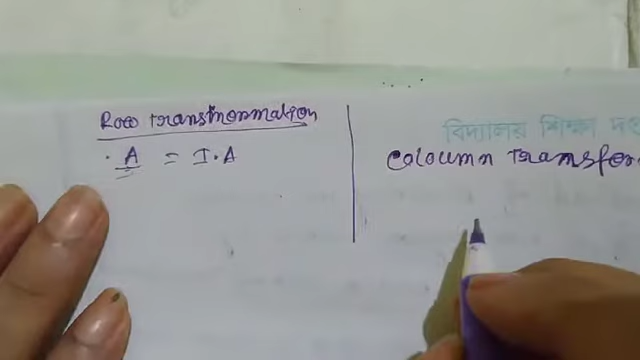 Row transformation
A = I.A
বিদ্যালয় শিক্ষা
Coloumn transfor